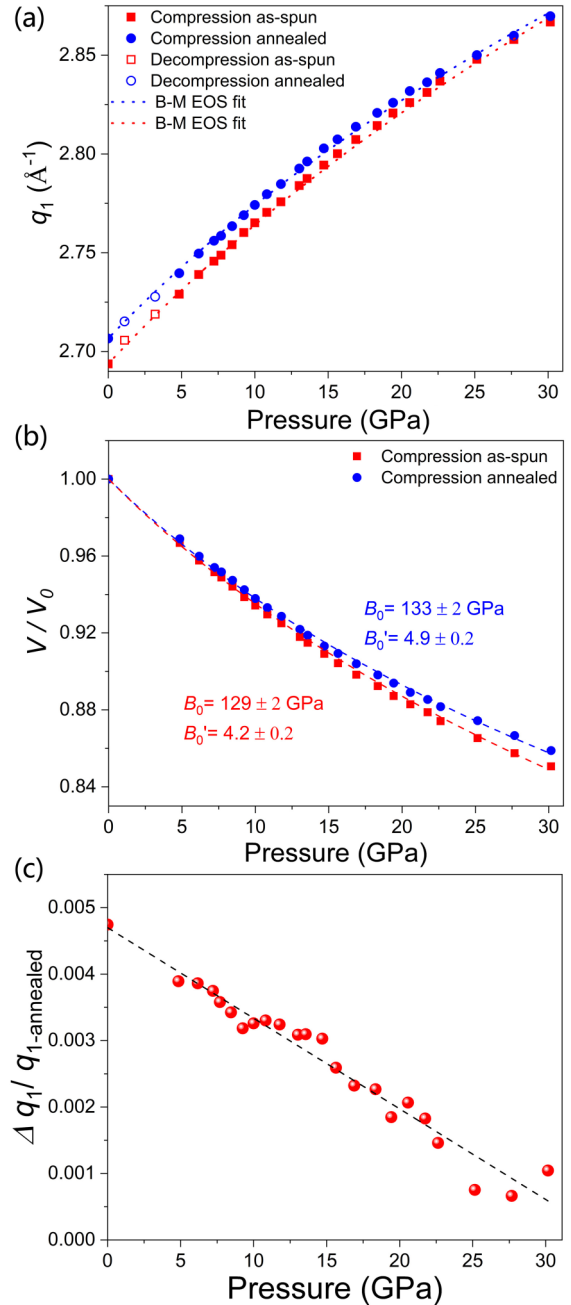 (a)
Compression as-spun
Compression annealed
Decompression as-spun
Decompression annealed
B-M EOS fit
B-M EOS fit
2.85
2.80
2.75
2.70
q₁ (Å⁻¹)
0 5 10 15 20 25 30
Pressure (GPa)
(b)
Compression as-spun
Compression annealed
1.00
0.96
0.92
0.88
0.84
V / V₀
B₀= 133 ± 2 GPa
B₀'= 4.9 ± 0.2
B₀= 129 ± 2 GPa
B₀'= 4.2 ± 0.2
0 5 10 15 20 25 30
Pressure (GPa)
(c)
0.005
0.004
0.003
0.002
0.001
0.000
Δ q₁/ q₁₋annealed
0 5 10 15 20 25 30
Pressure (GPa)